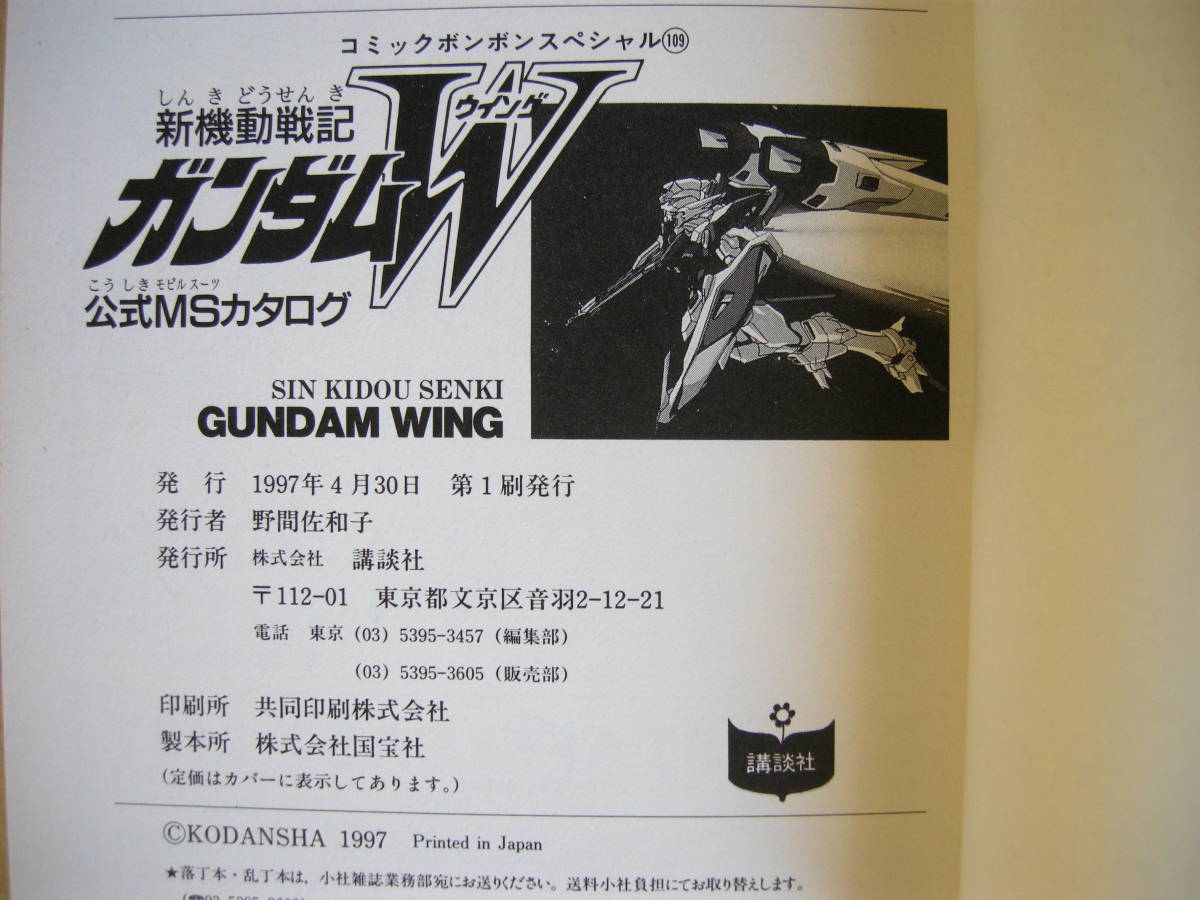 コミックボンボンスペシャル109
しんきどうせんき
新機動戦記
ガンダムW
ウイング
こうしきモビルスーツ
公式MSカタログ
SIN KIDOU SENKI
GUNDAM WING
発 行 1997年4月30日 第1刷発行
発行者 野間佐和子
発行所 株式会社 講談社
〒112-01 東京都文京区音羽2-12-21
電話 東京 (03) 5395-3457 (編集部)
(03) 5395-3605 (販売部)
印刷所 共同印刷株式会社
製本所 株式会社国宝社
(定価はカバーに表示してあります。)
講談社
©KODANSHA 1997 Printed in Japan
★落丁本・乱丁本は、小社雑誌業務部宛にお送りください。送料小社負担にてお取り替えします。